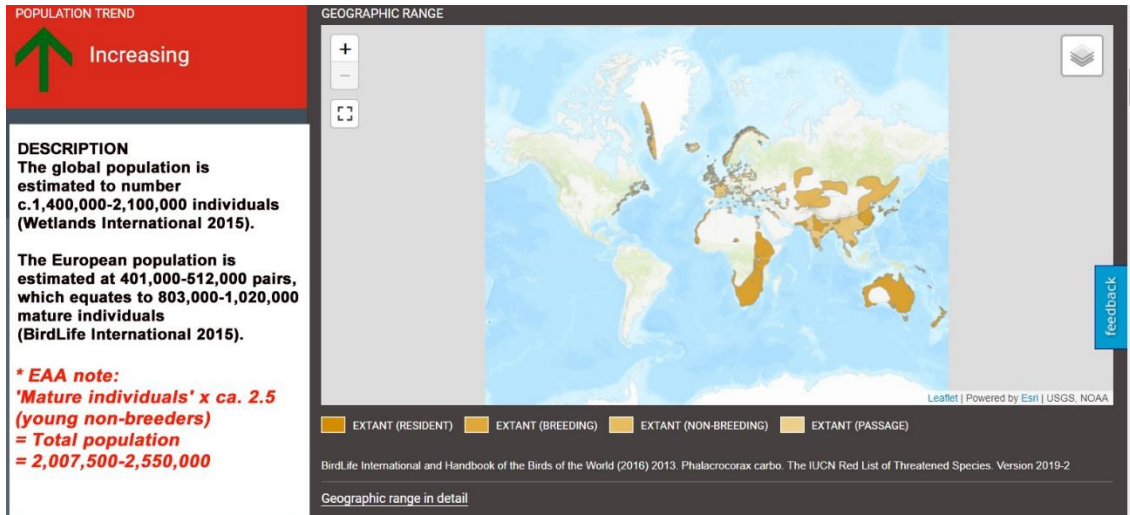 POPULATION TREND
Increasing
DESCRIPTION
The global population is
estimated to number
c.1,400,000-2,100,000 individuals
(Wetlands International 2015).
The European population is
estimated at 401,000-512,000 pairs,
which equates to 803,000-1,020,000
mature individuals
(BirdLife International 2015).
* EAA note:
'Mature individuals' x ca. 2.5
(young non-breeders)
= Total population
= 2,007,500-2,550,000
GEOGRAPHIC RANGE
+
−
Leaflet | Powered by Esri | USGS, NOAA
feedback
EXTANT (RESIDENT) EXTANT (BREEDING) EXTANT (NON-BREEDING) EXTANT (PASSAGE)
BirdLife International and Handbook of the Birds of the World (2016) 2013. Phalacrocorax carbo. The IUCN Red List of Threatened Species. Version 2019-2
Geographic range in detail